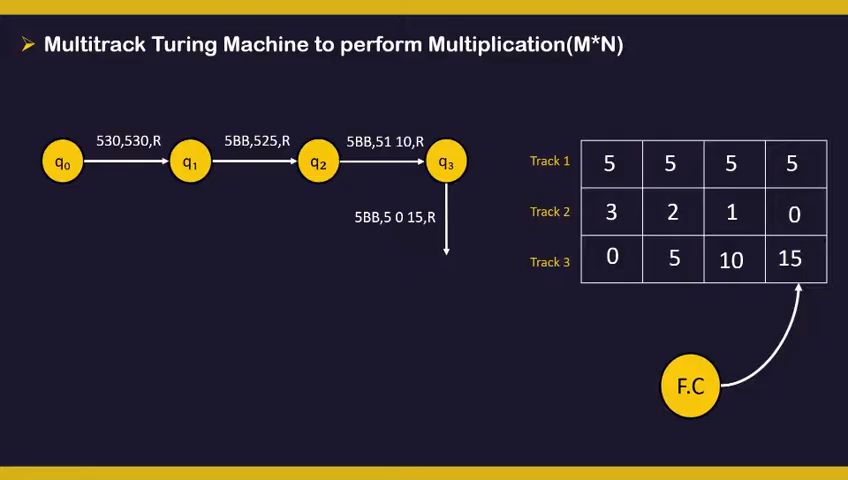 Multitrack Turing Machine to perform Multiplication(M*N)
530,530,R
5BB,525,R
5BB,51 10,R
q₀
q₁
q₂
q₃
5BB,5 0 15,R
Track 1 5 5 5 5
Track 2 3 2 1 0
Track 3 0 5 10 15
F.C